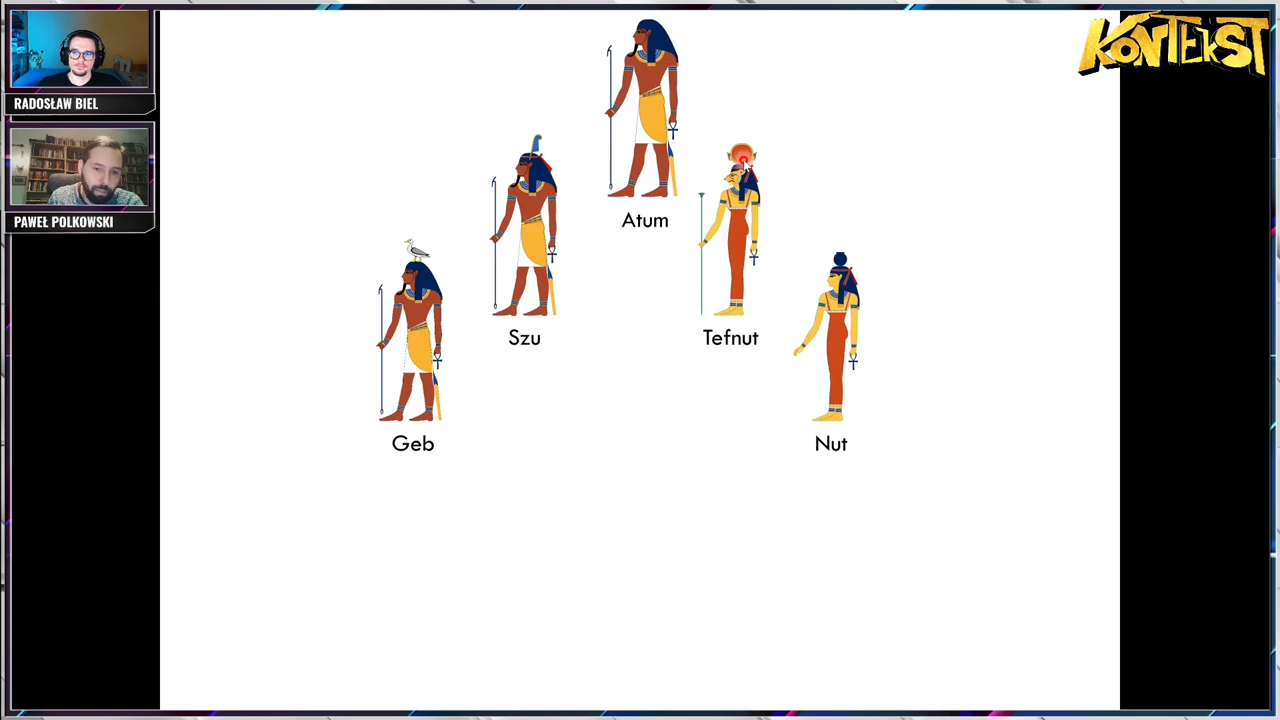 RADOSŁAW BIEL
PAWEŁ POLKOWSKI
KONTEKST
Atum
Szu
Tefnut
Geb
Nut